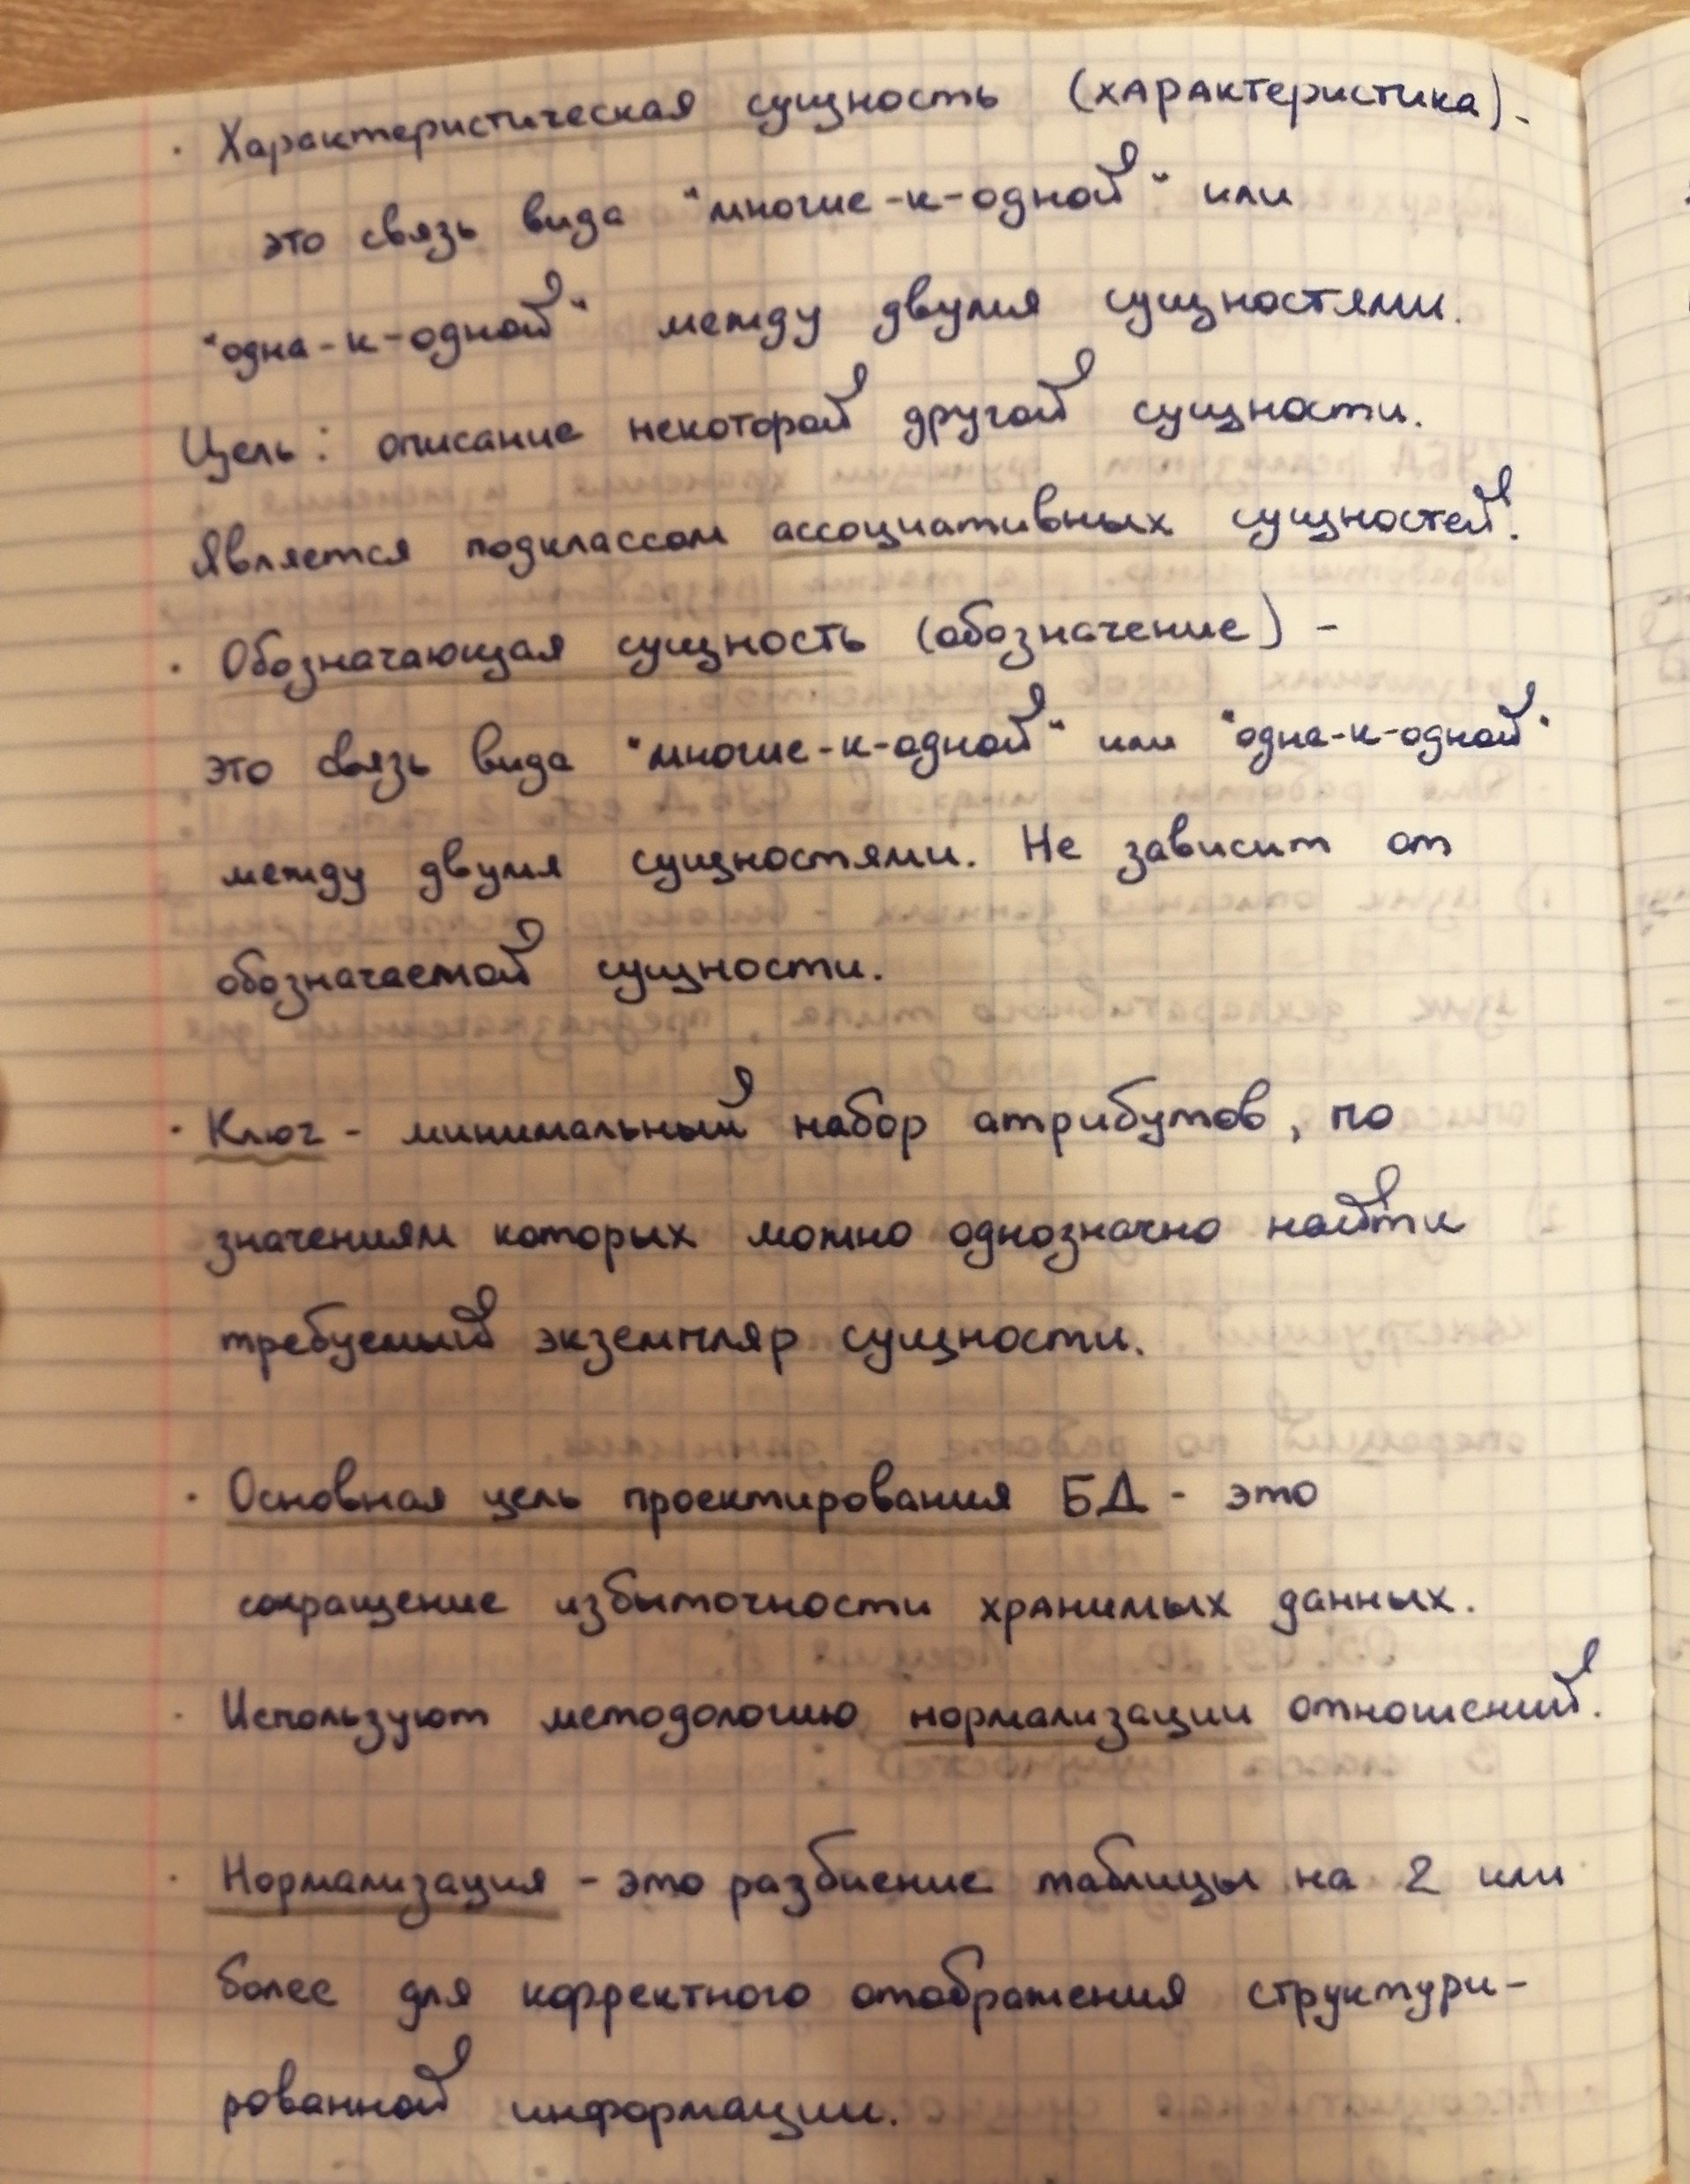 · Характеристическая сущность (характеристика) -
это связь вида "многие-к-одной" или
"одна-к-одной" между двумя сущностями.
Цель: описание некоторой другой сущности.
Является подклассом ассоциативных сущностей.
· Обозначающая сущность (обозначение) -
это связь вида "многие-к-одной" или "одна-к-одной"
между двумя сущностями. Не зависит от
обозначаемой сущности.
· Ключ - минимальный набор атрибутов, по
значениям которых можно однозначно найти
требуемый экземпляр сущности.
· Основная цель проектирования БД - это
сокращение избыточности хранимых данных.
· Используют методологию нормализации отношений.
· Нормализация - это разбиение таблицы на 2 или
более для корректного отображения структури-
рованной информации.